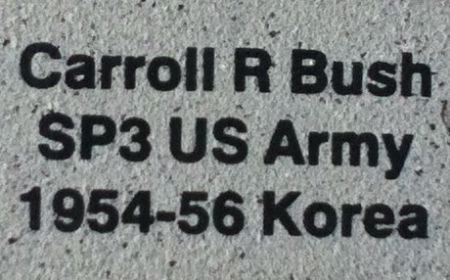 Carroll R Bush
SP3 US Army
1954-56 Korea